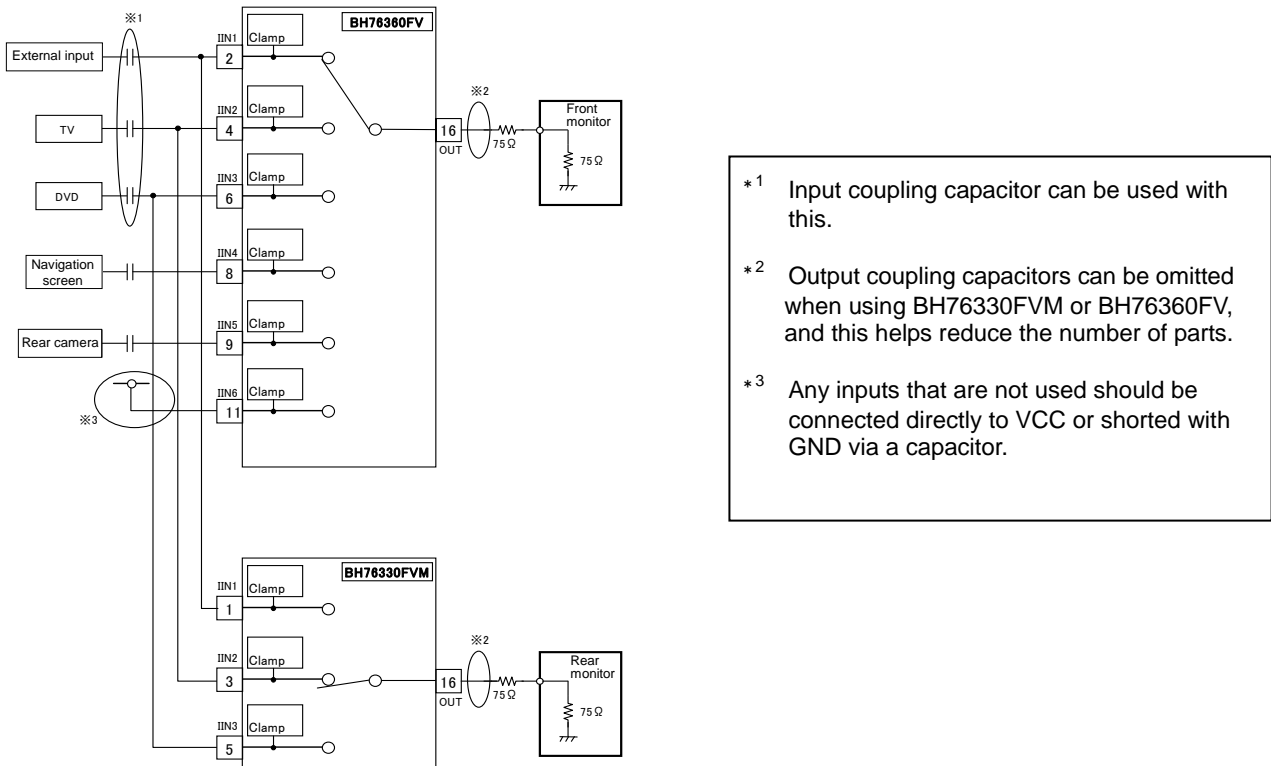 ※1
BH76360FV
External input
IIN1
Clamp
2
IIN2
Clamp
TV
4
※2
16
OUT
75Ω
Front
monitor
75Ω
IIN3
Clamp
DVD
6
IIN4
Clamp
Navigation
screen
8
IIN5
Clamp
Rear camera
9
※3
IIN6
Clamp
11
BH76330FVM
IIN1
Clamp
1
IIN2
Clamp
3
※2
16
OUT
75Ω
Rear
monitor
75Ω
IIN3
Clamp
5
*1 Input coupling capacitor can be used with
this.
*2 Output coupling capacitors can be omitted
when using BH76330FVM or BH76360FV,
and this helps reduce the number of parts.
*3 Any inputs that are not used should be
connected directly to VCC or shorted with
GND via a capacitor.